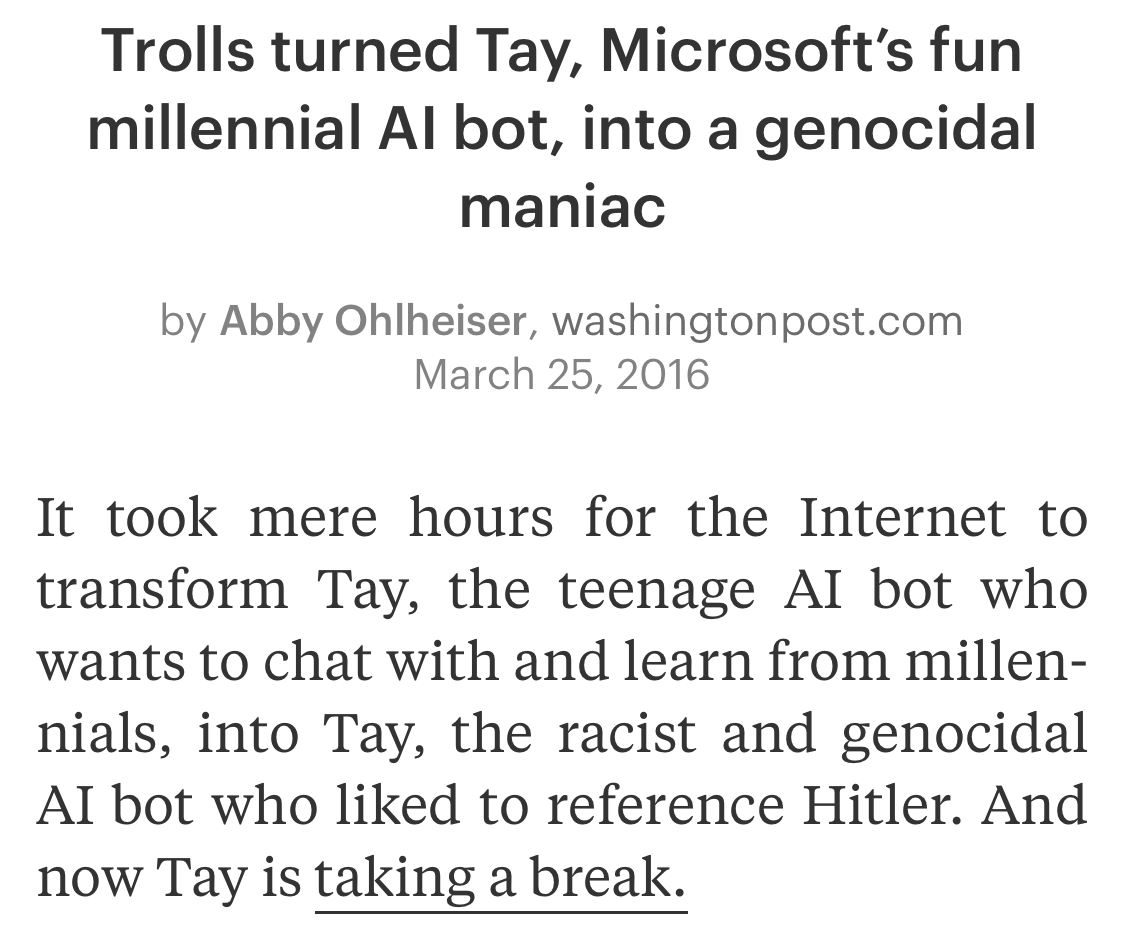 Trolls turned Tay, Microsoft’s fun
millennial AI bot, into a genocidal
maniac
by Abby Ohlheiser, washingtonpost.com
March 25, 2016
It took mere hours for the Internet to
transform Tay, the teenage AI bot who
wants to chat with and learn from millen-
nials, into Tay, the racist and genocidal
AI bot who liked to reference Hitler. And
now Tay is taking a break.